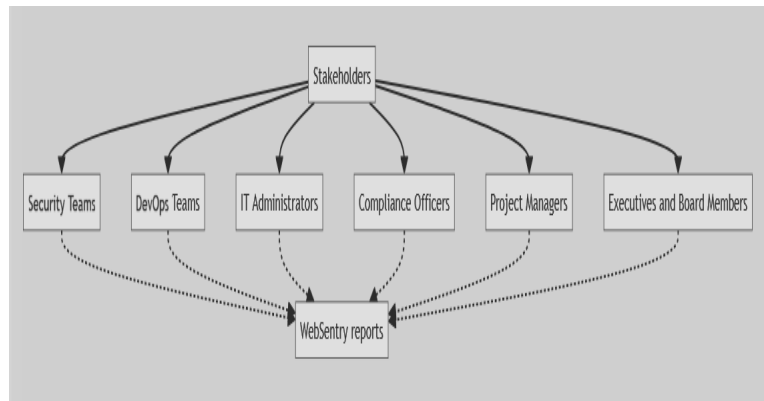 Stakeholders
Security Teams
DevOps Teams
IT Administrators
Compliance Officers
Project Managers
Executives and Board Members
WebSentry reports